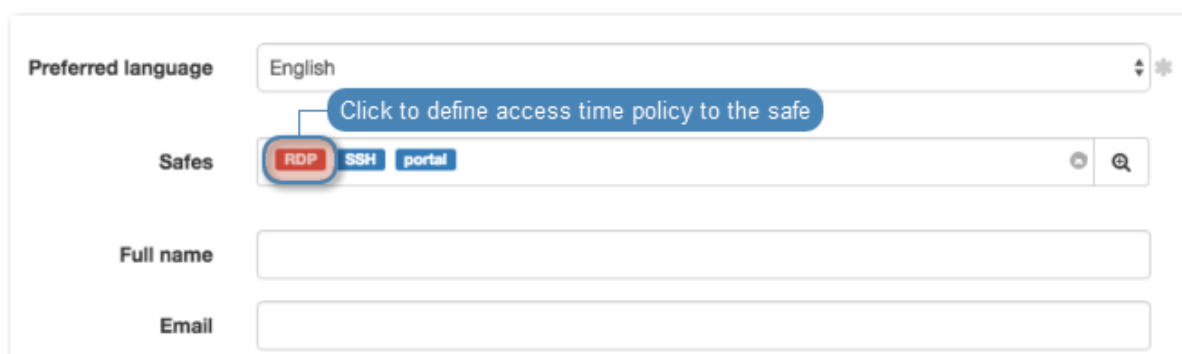 Preferred language English
Click to define access time policy to the safe
Safes RDP SSH portal
Full name
Email